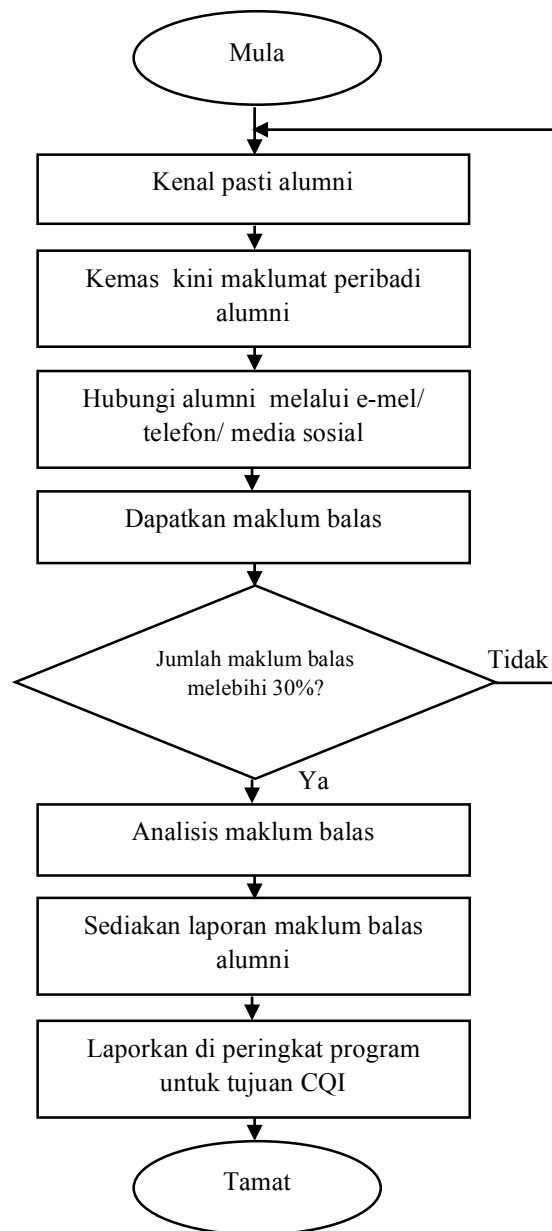 Mula
Kenal pasti alumni
Kemas  kini maklumat peribadi
alumni
Hubungi alumni  melalui e-mel/
telefon/ media sosial
Dapatkan maklum balas
Jumlah maklum balas
melebihi 30%?
Tidak
Ya
Analisis maklum balas
Sediakan laporan maklum balas
alumni
Laporkan di peringkat program
untuk tujuan CQI
Tamat